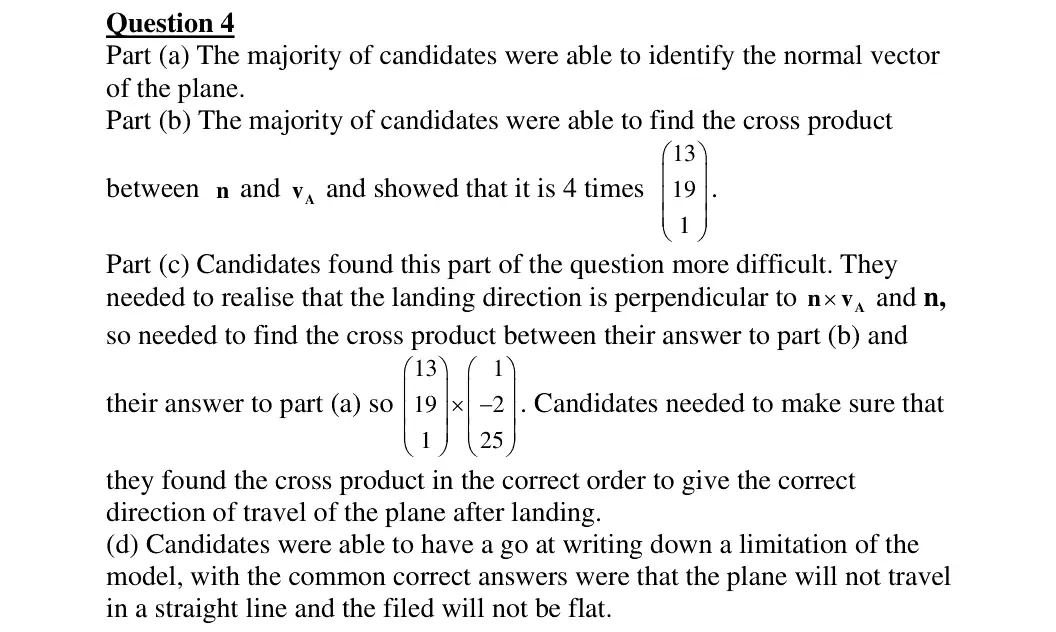 Question 4
Part (a) The majority of candidates were able to identify the normal vector
of the plane.
Part (b) The majority of candidates were able to find the cross product
between n and v_A and showed that it is 4 times (13 19 1).
Part (c) Candidates found this part of the question more difficult. They
needed to realise that the landing direction is perpendicular to n × v_A and n,
so needed to find the cross product between their answer to part (b) and
their answer to part (a) so (13 19 1) × (1 –2 25). Candidates needed to make sure that
they found the cross product in the correct order to give the correct
direction of travel of the plane after landing.
(d) Candidates were able to have a go at writing down a limitation of the
model, with the common correct answers were that the plane will not travel
in a straight line and the filed will not be flat.